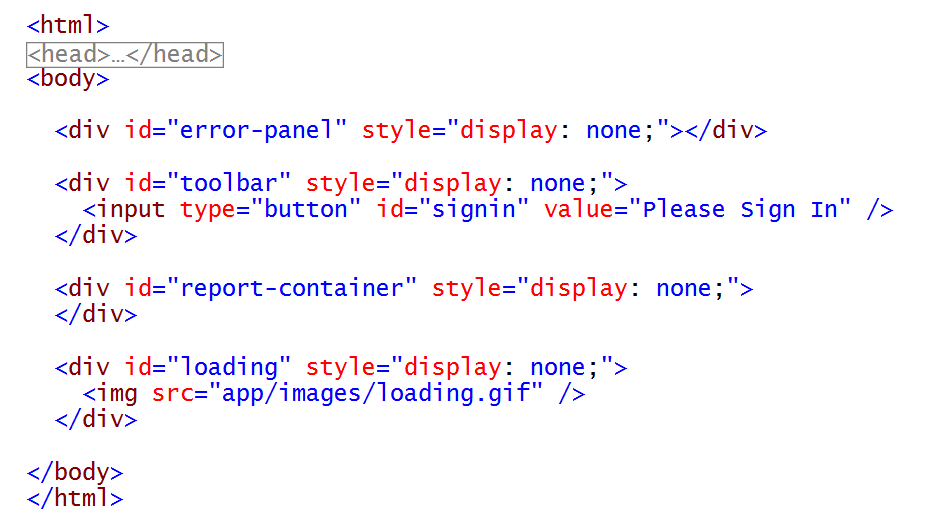 <html>
<head>…</head>
<body>
<div id="error-panel" style="display: none;"></div>
<div id="toolbar" style="display: none;">
<input type="button" id="signin" value="Please Sign In" />
</div>
<div id="report-container" style="display: none;">
</div>
<div id="loading" style="display: none;">
<img src="app/images/loading.gif" />
</div>
</body>
</html>